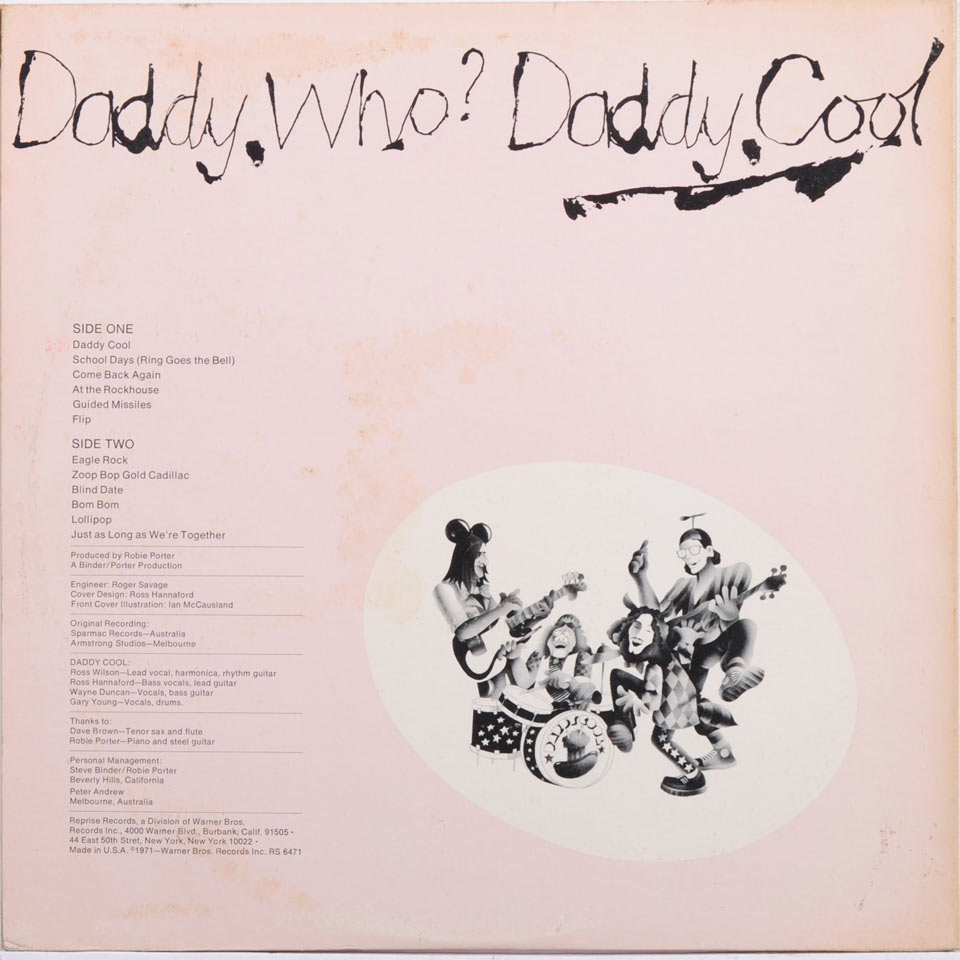 Daddy.Who? Daddy.Cool
SIDE ONE
Daddy Cool
School Days (Ring Goes the Bell)
Come Back Again
At the Rockhouse
Guided Missiles
Flip
SIDE TWO
Eagle Rock
Zoop Bop Gold Cadillac
Blind Date
Bom Bom
Lollipop
Just as Long as We're Together
Produced by Robie Porter
A Binder/Porter Production
Engineer: Roger Savage
Cover Design: Ross Hannaford
Front Cover Illustration: Ian McCausland
Original Recording:
Sparmac Records—Australia
Armstrong Studios—Melbourne
DADDY COOL:
Ross Wilson—Lead vocal, harmonica, rhythm guitar
Ross Hannaford—Bass vocals, lead guitar
Wayne Duncan—Vocals, bass guitar
Gary Young—Vocals, drums.
Thanks to:
Dave Brown—Tenor sax and flute
Robie Porter—Piano and steel guitar
Personal Management:
Steve Binder/Robie Porter
Beverly Hills, California
Peter Andrew
Melbourne, Australia
Reprise Records, a Division of Warner Bros.
Records Inc., 4000 Warner Blvd., Burbank, Calif. 91505 •
44 East 50th Stret, New York, New York 10022 •
Made in U.S.A. ©1971—Warner Bros. Records Inc. RS 6471
DADDY COOL